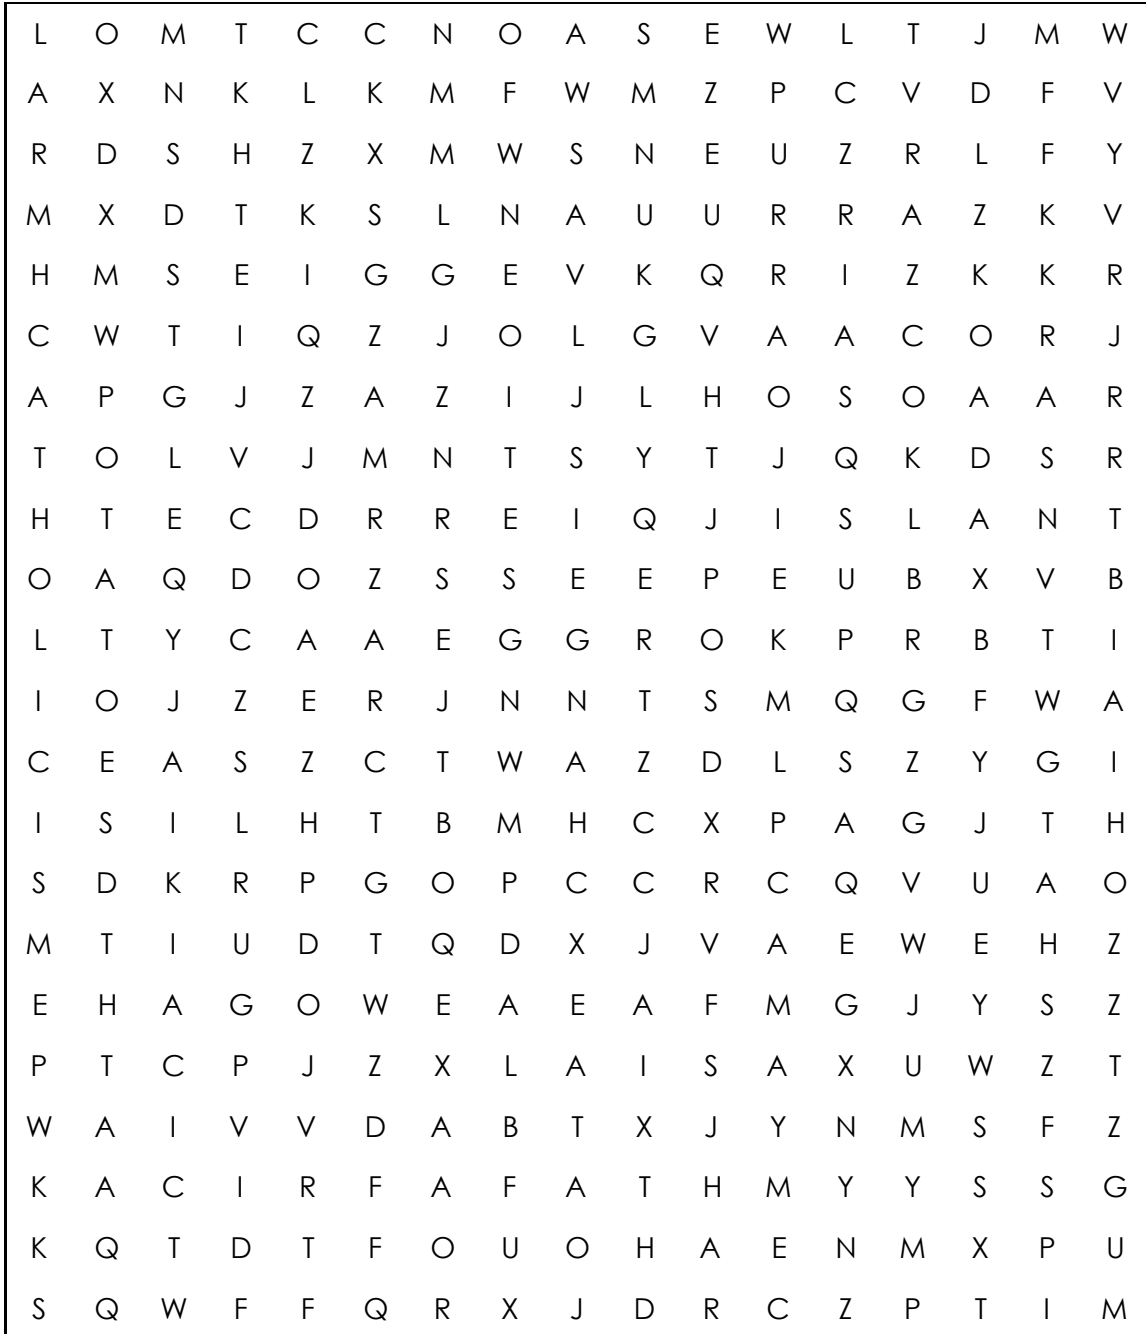 L O M T C C N O A S E W L T J M W
A X N K L K M F W M Z P C V D F V
R D S H Z X M W S N E U Z R L F Y
M X D T K S L N A U U R R A Z K V
H M S E I G G E V K Q R I Z K K R
C W T I Q Z J O L G V A A C O R J
A P G J Z A Z I J L H O S O A A R
T O L V J M N T S Y T J Q K D S R
H T E C D R R E I Q J I S L A N T
O A Q D O Z S S E E P E U B X V B
L T Y C A A E G G R O K P R B T I
I O J Z E R J N N T S M Q G F W A
C E A S Z C T W A Z D L S Z Y G I
I S I L H T B M H C X P A G J T H
S D K R P G O P C C R C Q V U A O
M T I U D T Q D X J V A E W E H Z
E H A G O W E A E A F M G J Y S Z
P T C P J Z X L A I S A X U W Z T
W A I V V D A B T X J Y N M S F Z
K A C I R F A F A T H M Y Y S S G
K Q T D T F O U O H A E N M X P U
S Q W F F Q R X J D R C Z P T I M